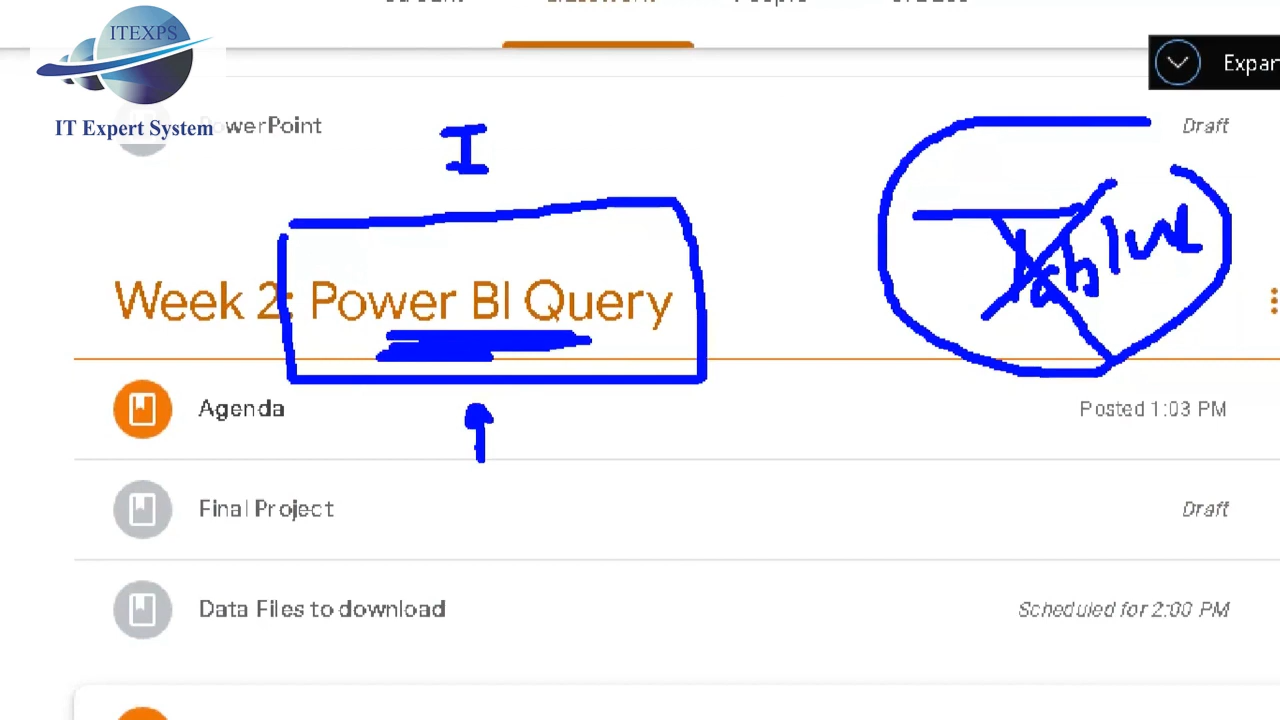 ITEXPS
IT Expert System
Expan
PowerPoint
Draft
I
Week 2: Power BI Query
Agenda
Posted 1:03 PM
Final Project
Draft
Data Files to download
Scheduled for 2:00 PM